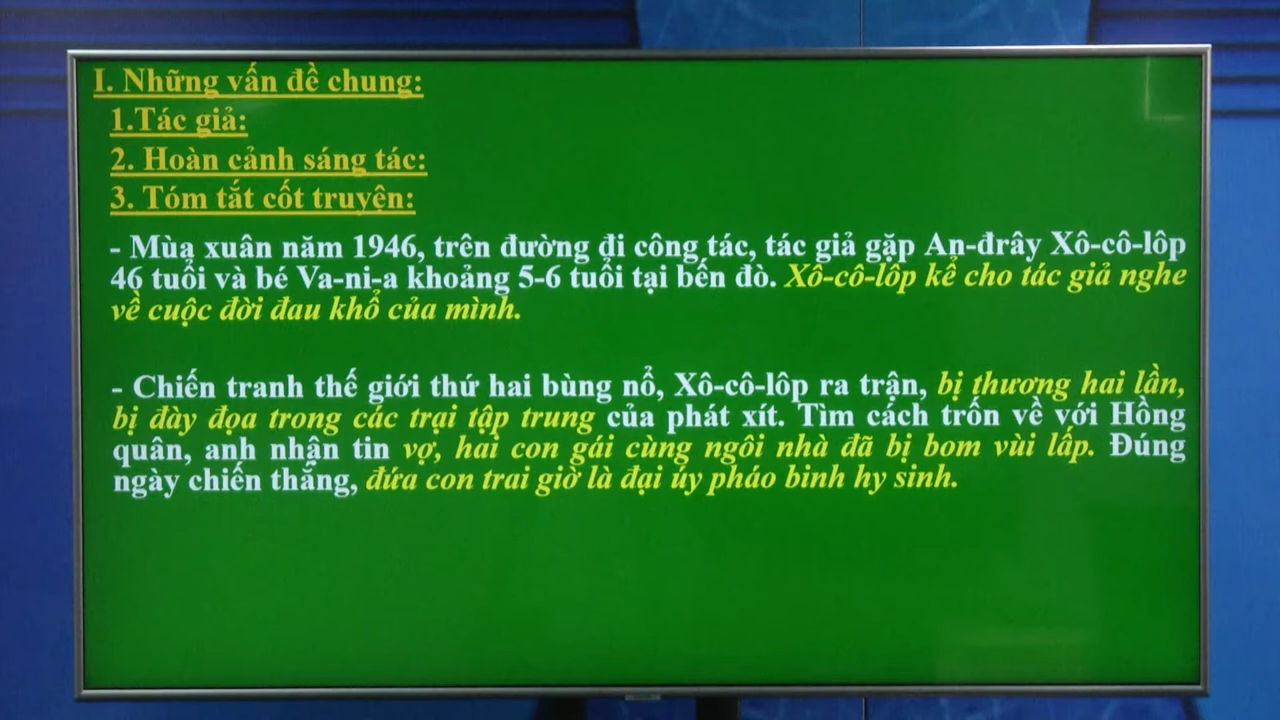 I. Những vấn đề chung:
1.Tác giả:
2. Hoàn cảnh sáng tác:
3. Tóm tắt cốt truyện:
- Mùa xuân năm 1946, trên đường đi công tác, tác giả gặp An-đrây Xô-cô-lôp
46 tuổi và bé Va-ni-a khoảng 5-6 tuổi tại bến đò. Xô-cô-lôp kể cho tác giả nghe
về cuộc đời đau khổ của mình.
- Chiến tranh thế giới thứ hai bùng nổ, Xô-cô-lôp ra trận, bị thương hai lần,
bị đày đọa trong các trại tập trung của phát xít. Tìm cách trốn về với Hồng
quân, anh nhận tin vợ, hai con gái cùng ngôi nhà đã bị bom vùi lấp. Đúng
ngày chiến thắng, đứa con trai giờ là đại úy pháo binh hy sinh.